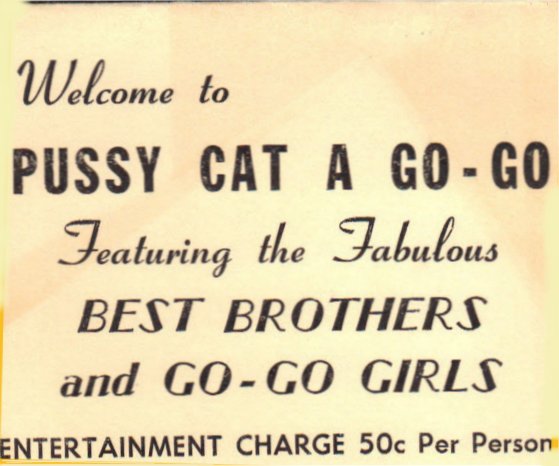 Welcome to
PUSSY CAT A GO-GO
Featuring the Fabulous
BEST BROTHERS
and GO-GO GIRLS
ENTERTAINMENT CHARGE 50c Per Person